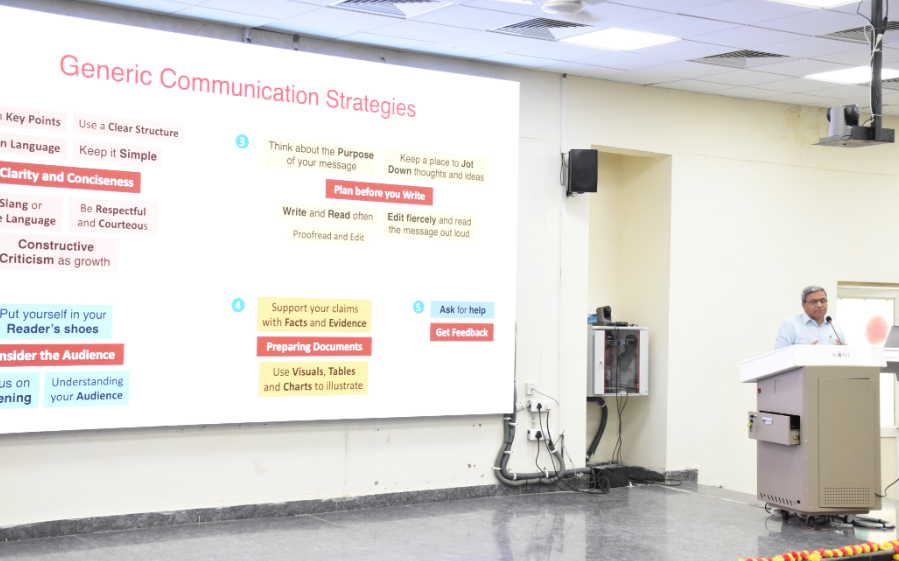 Generic Communication Strategies
Key Points
Use a Clear Structure
Language
Keep it Simple
Clarity and Conciseness
Slang or
Language
Be Respectful
and Courteous
Constructive
Criticism as growth
3
Think about the Purpose
of your message
Keep a place to Jot
Down thoughts and ideas
Plan before you Write
Write and Read often
Proofread and Edit
Edit fiercely and read
the message out loud
Put yourself in your
Reader's shoes
nsider the Audience
us on
ening
Understanding
your Audience
4
Support your claims
with Facts and Evidence
Preparing Documents
Use Visuals, Tables
and Charts to illustrate
5
Ask for help
Get Feedback